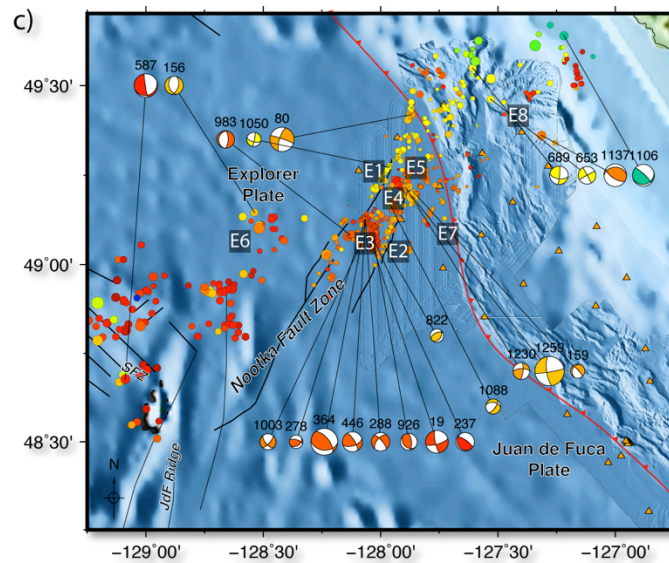 c)
587
156
983
1050
80
49°30'
49°00'
48°30'
Explorer
Plate
E1
E5
E4
E3
E2
E6
E7
E8
689
653
1137
1106
Nootka Fault Zone
SFZ
JdF Ridge
822
1230
1259
159
1088
1003
278
364
446
288
926
19
237
Juan de Fuca
Plate
N
−129°00'
−128°30'
−128°00'
−127°30'
−127°00'